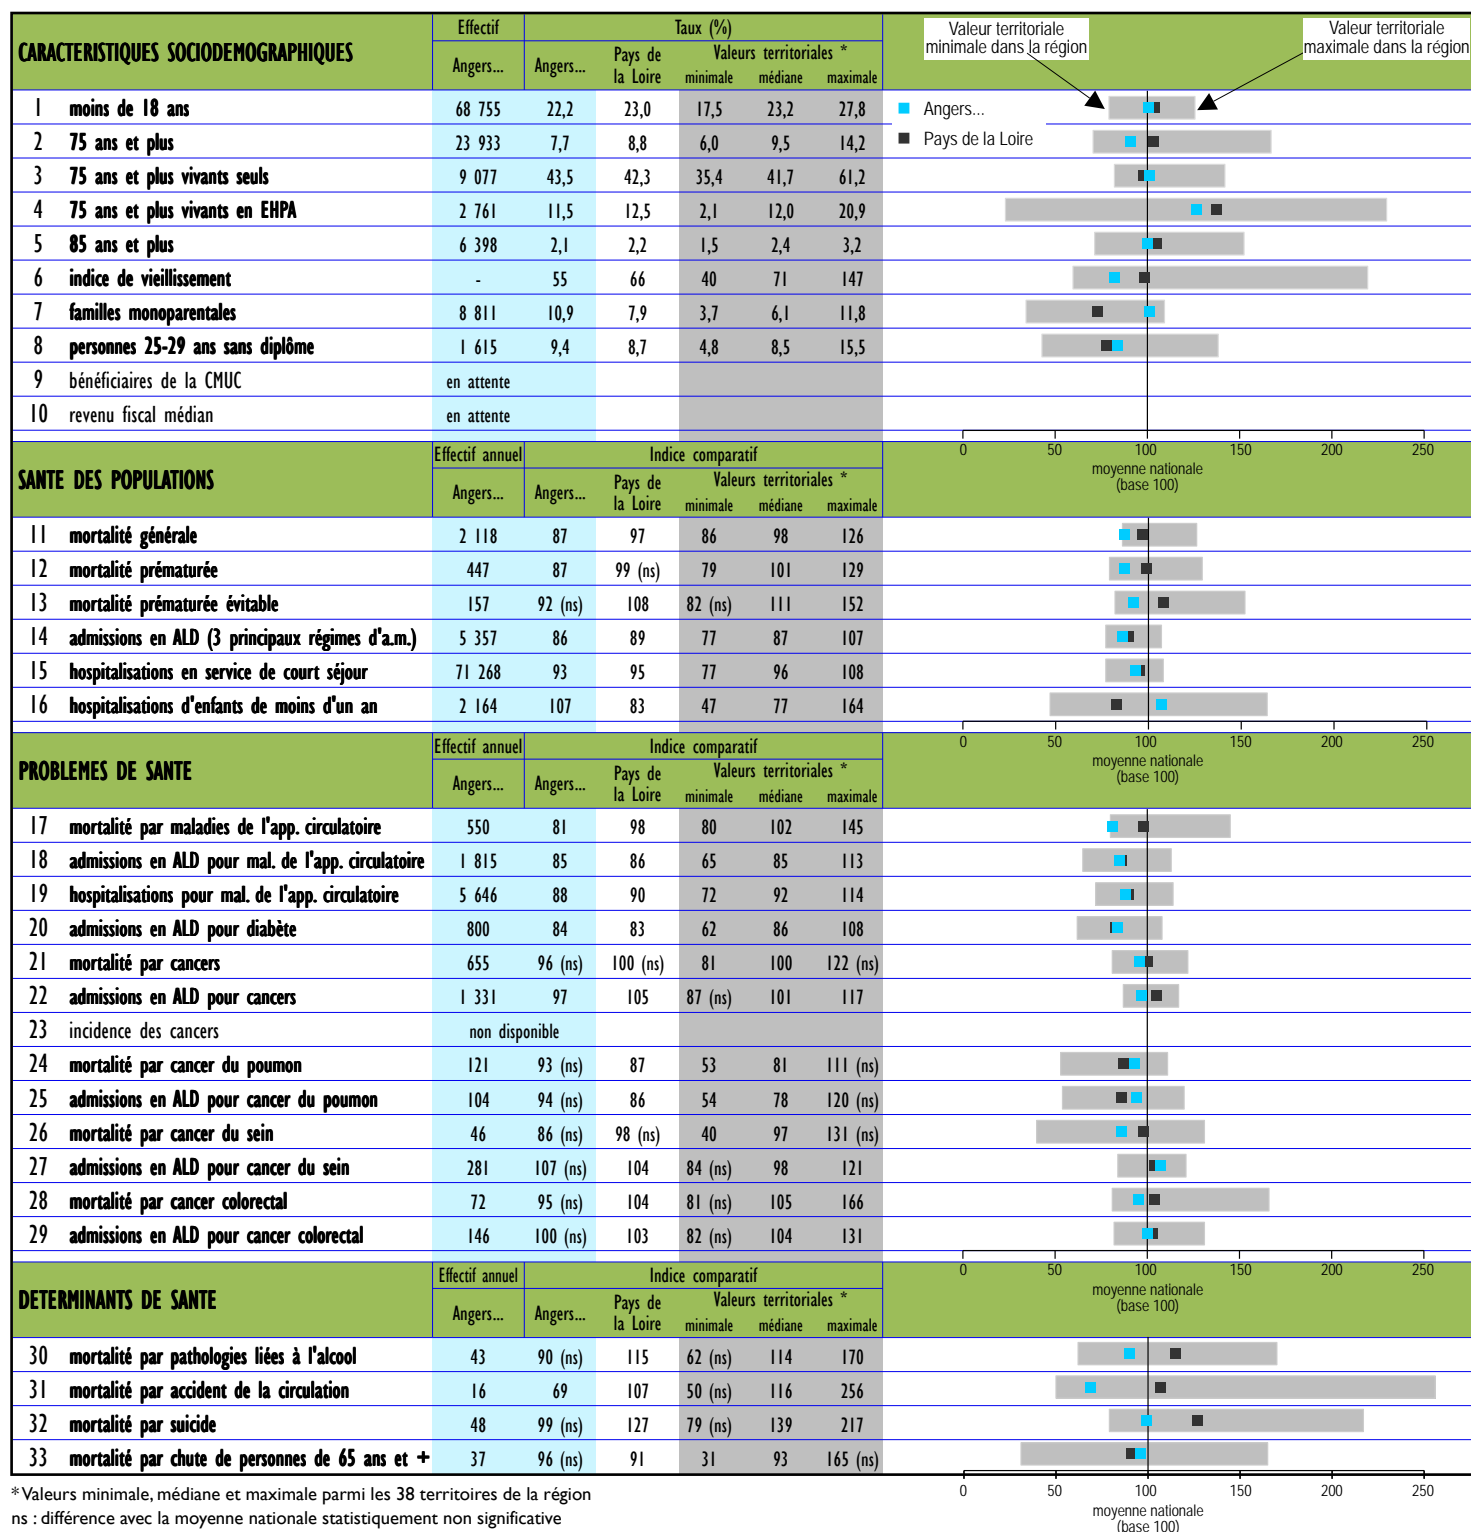 CARACTERISTIQUES SOCIODEMOGRAPHIQUES
Effectif Taux (%)
Angers... Angers... Pays de la Loire Valeurs territoriales *
minimale médiane maximale
Valeur territoriale minimale dans la région
Valeur territoriale maximale dans la région
Angers...
Pays de la Loire
1 moins de 18 ans 68 755 22,2 23,0 17,5 23,2 27,8
2 75 ans et plus 23 933 7,7 8,8 6,0 9,5 14,2
3 75 ans et plus vivants seuls 9 077 43,5 42,3 35,4 41,7 61,2
4 75 ans et plus vivants en EHPA 2 761 11,5 12,5 2,1 12,0 20,9
5 85 ans et plus 6 398 2,1 2,2 1,5 2,4 3,2
6 indice de vieillissement - 55 66 40 71 147
7 familles monoparentales 8 811 10,9 7,9 3,7 6,1 11,8
8 personnes 25-29 ans sans diplôme 1 615 9,4 8,7 4,8 8,5 15,5
9 bénéficiaires de la CMUC en attente
10 revenu fiscal médian en attente
0 50 100 150 200 250
moyenne nationale
(base 100)
SANTE DES POPULATIONS
Effectif annuel Indice comparatif
Angers... Angers... Pays de la Loire Valeurs territoriales *
minimale médiane maximale
11 mortalité générale 2 118 87 97 86 98 126
12 mortalité prématurée 447 87 99 (ns) 79 101 129
13 mortalité prématurée évitable 157 92 (ns) 108 82 (ns) 111 152
14 admissions en ALD (3 principaux régimes d'a.m.) 5 357 86 89 77 87 107
15 hospitalisations en service de court séjour 71 268 93 95 77 96 108
16 hospitalisations d'enfants de moins d'un an 2 164 107 83 47 77 164
0 50 100 150 200 250
moyenne nationale
(base 100)
PROBLEMES DE SANTE
Effectif annuel Indice comparatif
Angers... Angers... Pays de la Loire Valeurs territoriales *
minimale médiane maximale
17 mortalité par maladies de l'app. circulatoire 550 81 98 80 102 145
18 admissions en ALD pour mal. de l'app. circulatoire 1 815 85 86 65 85 113
19 hospitalisations pour mal. de l'app. circulatoire 5 646 88 90 72 92 114
20 admissions en ALD pour diabète 800 84 83 62 86 108
21 mortalité par cancers 655 96 (ns) 100 (ns) 81 100 122 (ns)
22 admissions en ALD pour cancers 1 331 97 105 87 (ns) 101 117
23 incidence des cancers non disponible
24 mortalité par cancer du poumon 121 93 (ns) 87 53 81 111 (ns)
25 admissions en ALD pour cancer du poumon 104 94 (ns) 86 54 78 120 (ns)
26 mortalité par cancer du sein 46 86 (ns) 98 (ns) 40 97 131 (ns)
27 admissions en ALD pour cancer du sein 281 107 (ns) 104 84 (ns) 98 121
28 mortalité par cancer colorectal 72 95 (ns) 104 81 (ns) 105 166
29 admissions en ALD pour cancer colorectal 146 100 (ns) 103 82 (ns) 104 131
0 50 100 150 200 250
moyenne nationale
(base 100)
DETERMINANTS DE SANTE
Effectif annuel Indice comparatif
Angers... Angers... Pays de la Loire Valeurs territoriales *
minimale médiane maximale
30 mortalité par pathologies liées à l'alcool 43 90 (ns) 115 62 (ns) 114 170
31 mortalité par accident de la circulation 16 69 107 50 (ns) 116 256
32 mortalité par suicide 48 99 (ns) 127 79 (ns) 139 217
33 mortalité par chute de personnes de 65 ans et + 37 96 (ns) 91 31 93 165 (ns)
0 50 100 150 200 250
moyenne nationale
(base 100)
* Valeurs minimale, médiane et maximale parmi les 38 territoires de la région
ns : différence avec la moyenne nationale statistiquement non significative